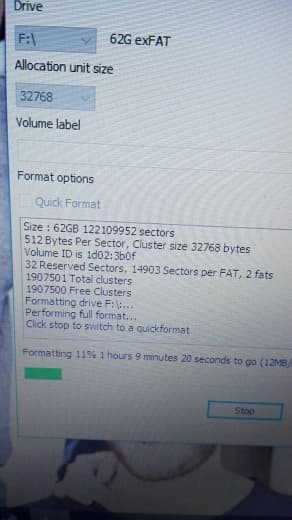 Drive
F:\ 62G exFAT
Allocation unit size
32768
Volume label
Format options
Quick Format
Size : 62GB 122109952 sectors
512 Bytes Per Sector, Cluster size 32768 bytes
Volume ID is 1d02:3b0f
32 Reserved Sectors, 14903 Sectors per FAT, 2 fats
1907501 Total clusters
1907500 Free Clusters
Formatting drive F:\:...
Performing full format...
Click stop to switch to a quickformat
Formatting 11% 1 hours 9 minutes 20 seconds to go (12MB/
Stop